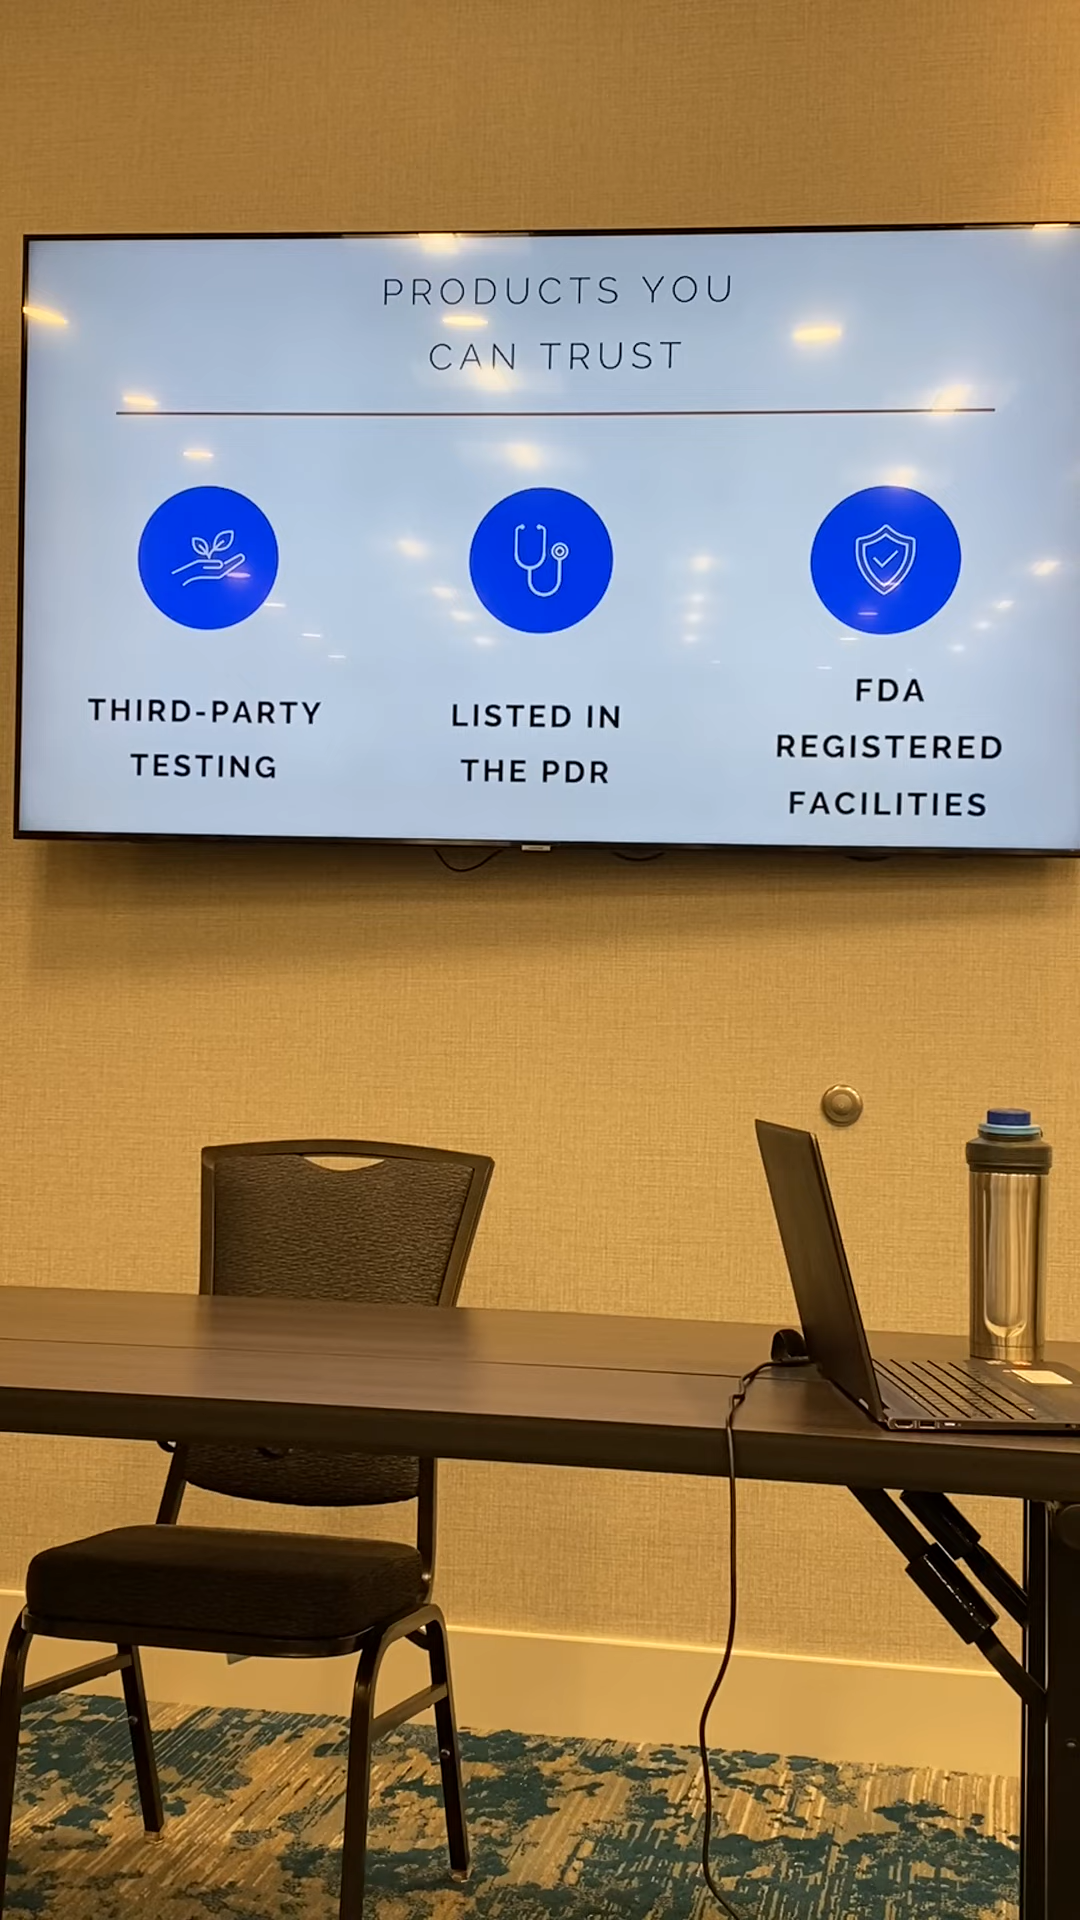 PRODUCTS YOU
CAN TRUST
THIRD-PARTY
TESTING
LISTED IN
THE PDR
FDA
REGISTERED
FACILITIES